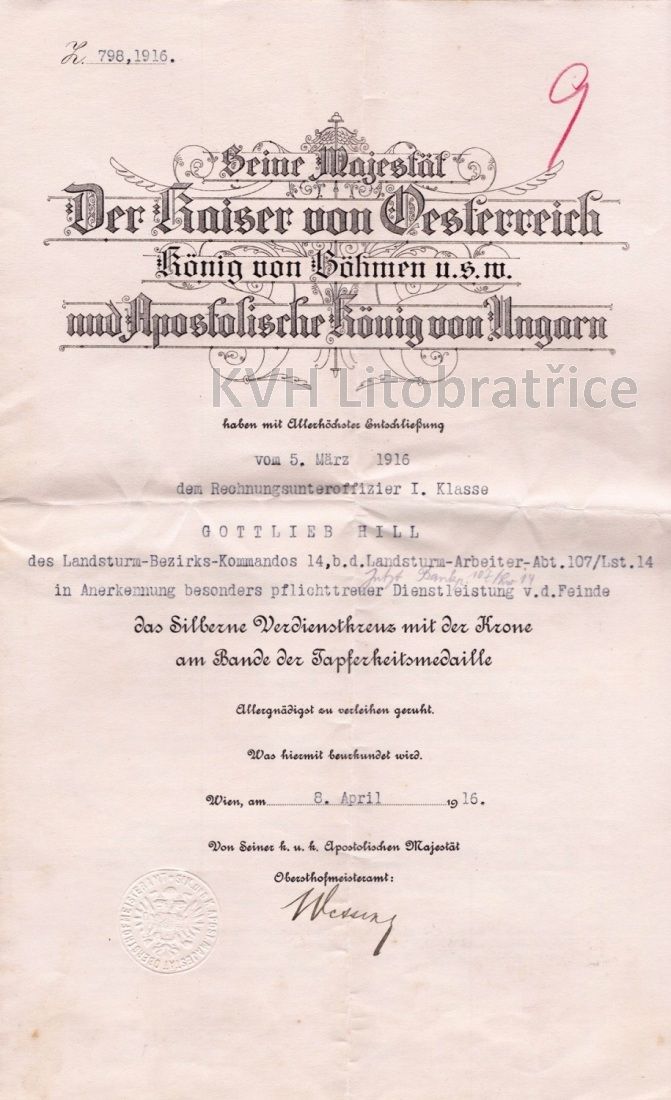 Z. 798,1916.
9
Seine Majestät
Der Kaiser von Oesterreich
König von Böhmen u.s.w.
und Apostolische König von Ungarn
KVH Litobratřice
haben mit Allerhöchster Entschließung
vom 5. März 1916
dem Rechnungsunteroffizier I. Klasse
GOTTLIEB HILL
des Landsturm-Bezirks-Kommandos 14,b.d.Landsturm-Arbeiter-Abt.107/Lst.14
Jetzt
in Anerkennung besonders pflichttreuer Dienstleistung v.d.Feinde
das Silberne Verdienstkreuz mit der Krone
am Bande der Tapferkeitsmedaille
Allergnädigst zu verleihen geruht.
Was hiermit beurkundet wird.
Wien, am 8. April 1916.
Von Seiner k. u. k. Apostolischen Majestät
Obersthofmeisteramt: